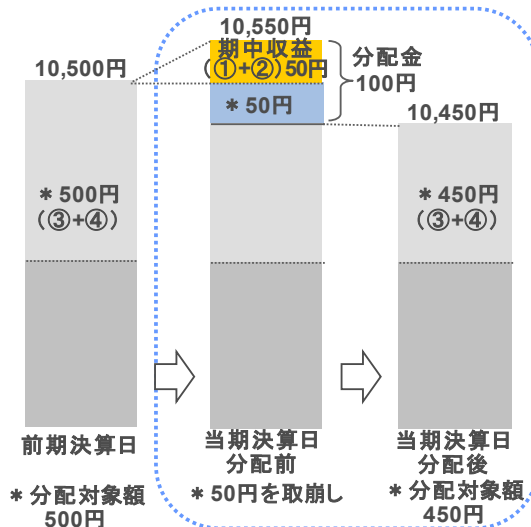 10,500円
＊500円
(③+④)
前期決算日
＊分配対象額
500円
10,550円
期中収益
(①+②)50円
＊50円
分配金
100円
当期決算日
分配前
＊50円を取崩し
10,450円
＊450円
(③+④)
当期決算日
分配後
＊分配対象額
450円